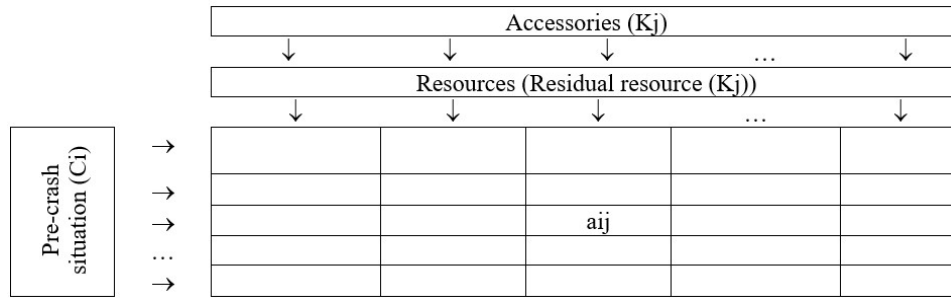 Accessories (Kj)
↓ ↓ ↓ … ↓
Resources (Residual resource (Kj))
↓ ↓ ↓ … ↓
Pre-crash
situation (Ci)
→
→
→ aij
…
→